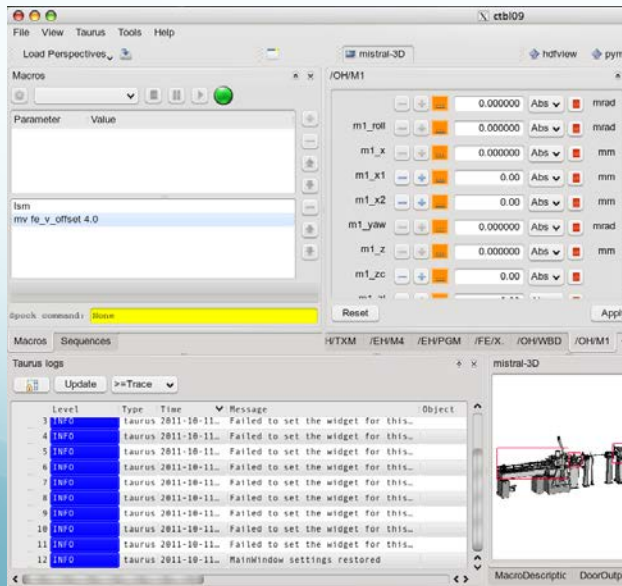 ctbl09
File View Taurus Tools Help
Load Perspectives
mistral-3D
hdfview
Macros
/OH/M1
0.000000 Abs mrad
Parameter Value
m1_roll 0.000000 Abs mrad
m1_x 0.000000 Abs mm
m1_x1 0.00 Abs mm
m1_x2 0.00 Abs mm
m1_yaw 0.000000 Abs mrad
m1_z 0.000000 Abs mm
m1_zc 0.00 Abs
lsm
mv fe_v_offset 4.0
Spock command: None
Reset
Macros Sequences
H/TXM /EH/M4 /EH/PGM /FE/X. /OH/WBD /OH/M1
Taurus logs
mistral-3D
Update >=Trace
Level Type Time Message Object
3 INFO taurus 2011-10-11… Failed to set the widget for this…
4 INFO taurus 2011-10-11… Failed to set the widget for this…
5 INFO taurus 2011-10-11… Failed to set the widget for this…
6 INFO taurus 2011-10-11… Failed to set the widget for this…
7 INFO taurus 2011-10-11… Failed to set the widget for this…
8 INFO taurus 2011-10-11… Failed to set the widget for this…
9 INFO taurus 2011-10-11… Failed to set the widget for this…
10 INFO taurus 2011-10-11… Failed to set the widget for this…
11 INFO taurus 2011-10-11… Failed to set the widget for this…
12 INFO taurus 2011-10-11… MainWindow settings restored
MacroDescriptic DoorOutp